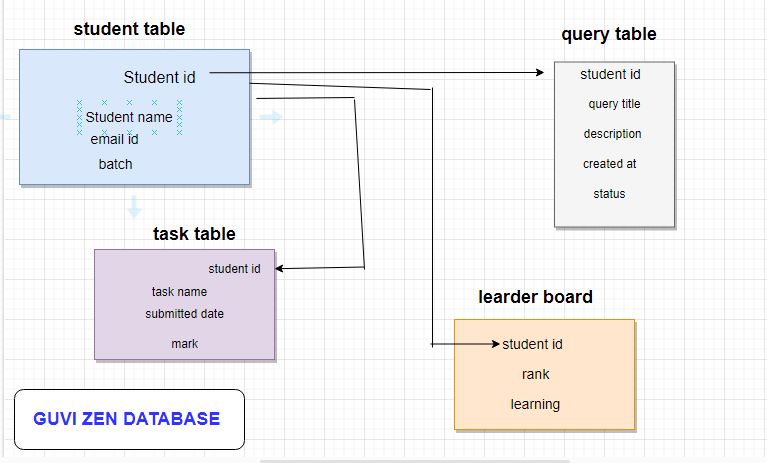 student table
Student id
Student name
email id
batch
query table
student id
query title
description
created at
status
task table
student id
task name
submitted date
mark
learder board
student id
rank
learning
GUVI ZEN DATABASE